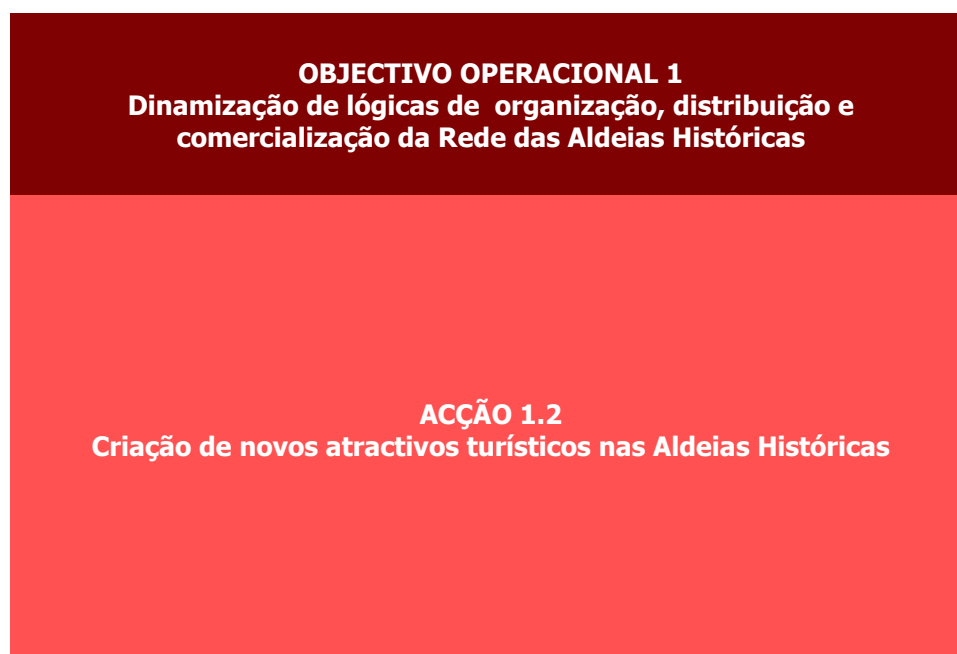 OBJECTIVO OPERACIONAL 1
Dinamização de lógicas de organização, distribuição e
comercialização da Rede das Aldeias Históricas
ACÇÃO 1.2
Criação de novos atractivos turísticos nas Aldeias Históricas